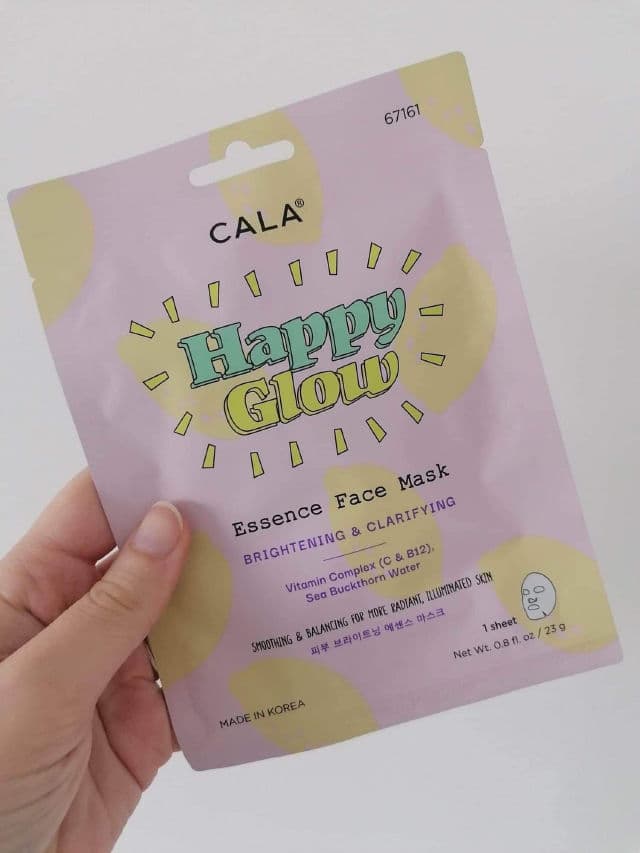 67161
CALA®
Happy
Glow
Essence Face Mask
BRIGHTENING & CLARIFYING
Vitamin Complex (C & B12),
Sea Buckthorn Water
SMOOTHING & BALANCING FOR MORE RADIANT, ILLUMINATED SKIN
피부 브라이트닝 에센스 마스크
1 sheet
Net Wt. 0.8 fl. oz / 23 g
MADE IN KOREA